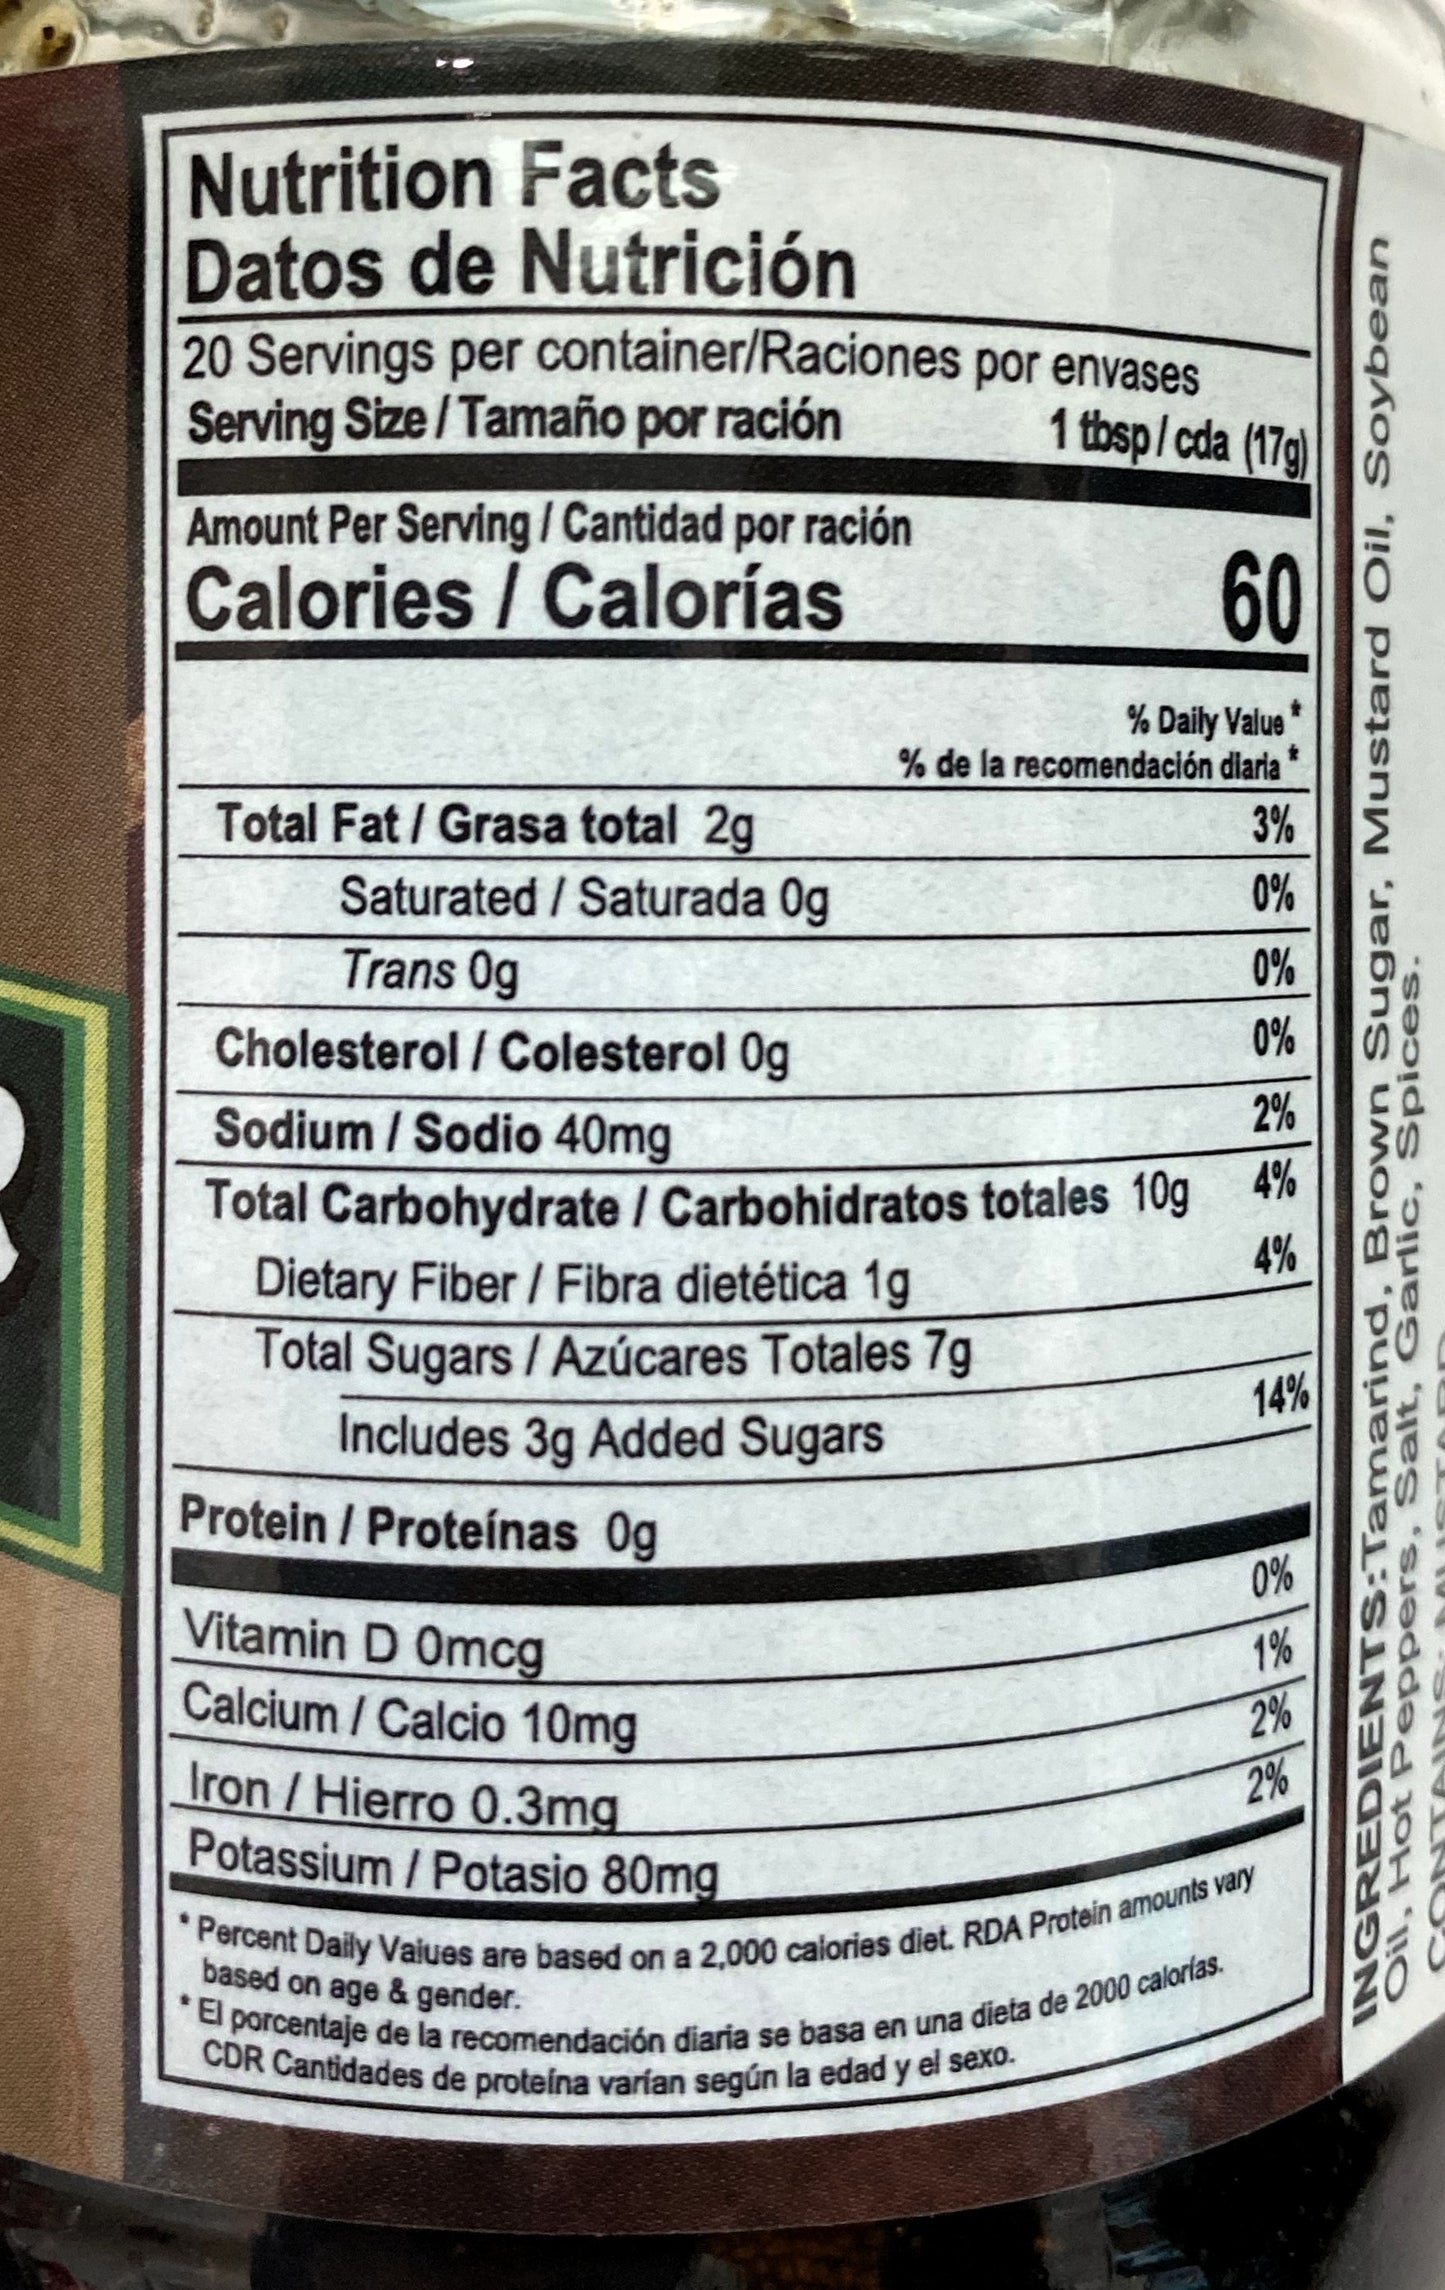 Nutrition Facts
Datos de Nutrición
20 Servings per container/Raciones por envases
Serving Size / Tamaño por ración 1 tbsp / cda (17g)
Amount Per Serving / Cantidad por ración
Calories / Calorías 60
% Daily Value *
% de la recomendación diaria *
Total Fat / Grasa total 2g 3%
Saturated / Saturada 0g 0%
Trans 0g 0%
Cholesterol / Colesterol 0g 0%
Sodium / Sodio 40mg 2%
Total Carbohydrate / Carbohidratos totales 10g 4%
Dietary Fiber / Fibra dietética 1g 4%
Total Sugars / Azúcares Totales 7g
Includes 3g Added Sugars 14%
Protein / Proteínas 0g
Vitamin D 0mcg 0%
Calcium / Calcio 10mg 1%
Iron / Hierro 0.3mg 2%
Potassium / Potasio 80mg 2%
* Percent Daily Values are based on a 2,000 calories diet. RDA Protein amounts vary
based on age & gender.
* El porcentaje de la recomendación diaria se basa en una dieta de 2000 calorías.
CDR Cantidades de proteína varían según la edad y el sexo.
INGREDIENTS:Tamarind, Brown Sugar, Mustard Oil, Soybean
Oil, Hot Peppers, Salt, Garlic, Spices.
CONTAINS: MUSTARD